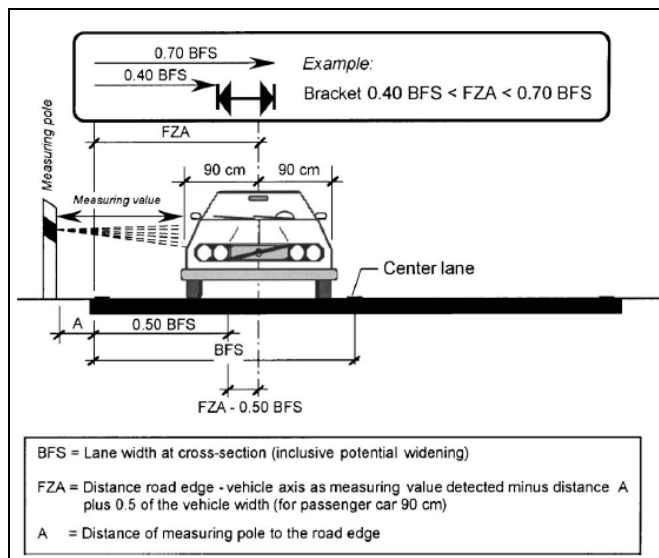 0.70 BFS
0.40 BFS
Example:
Bracket 0.40 BFS < FZA < 0.70 BFS
FZA
Measuring pole
90 cm
90 cm
Measuring value
Center lane
A
0.50 BFS
BFS
FZA - 0.50 BFS
BFS = Lane width at cross-section (inclusive potential widening)
FZA = Distance road edge - vehicle axis as measuring value detected minus distance A
plus 0.5 of the vehicle width (for passenger car 90 cm)
A = Distance of measuring pole to the road edge